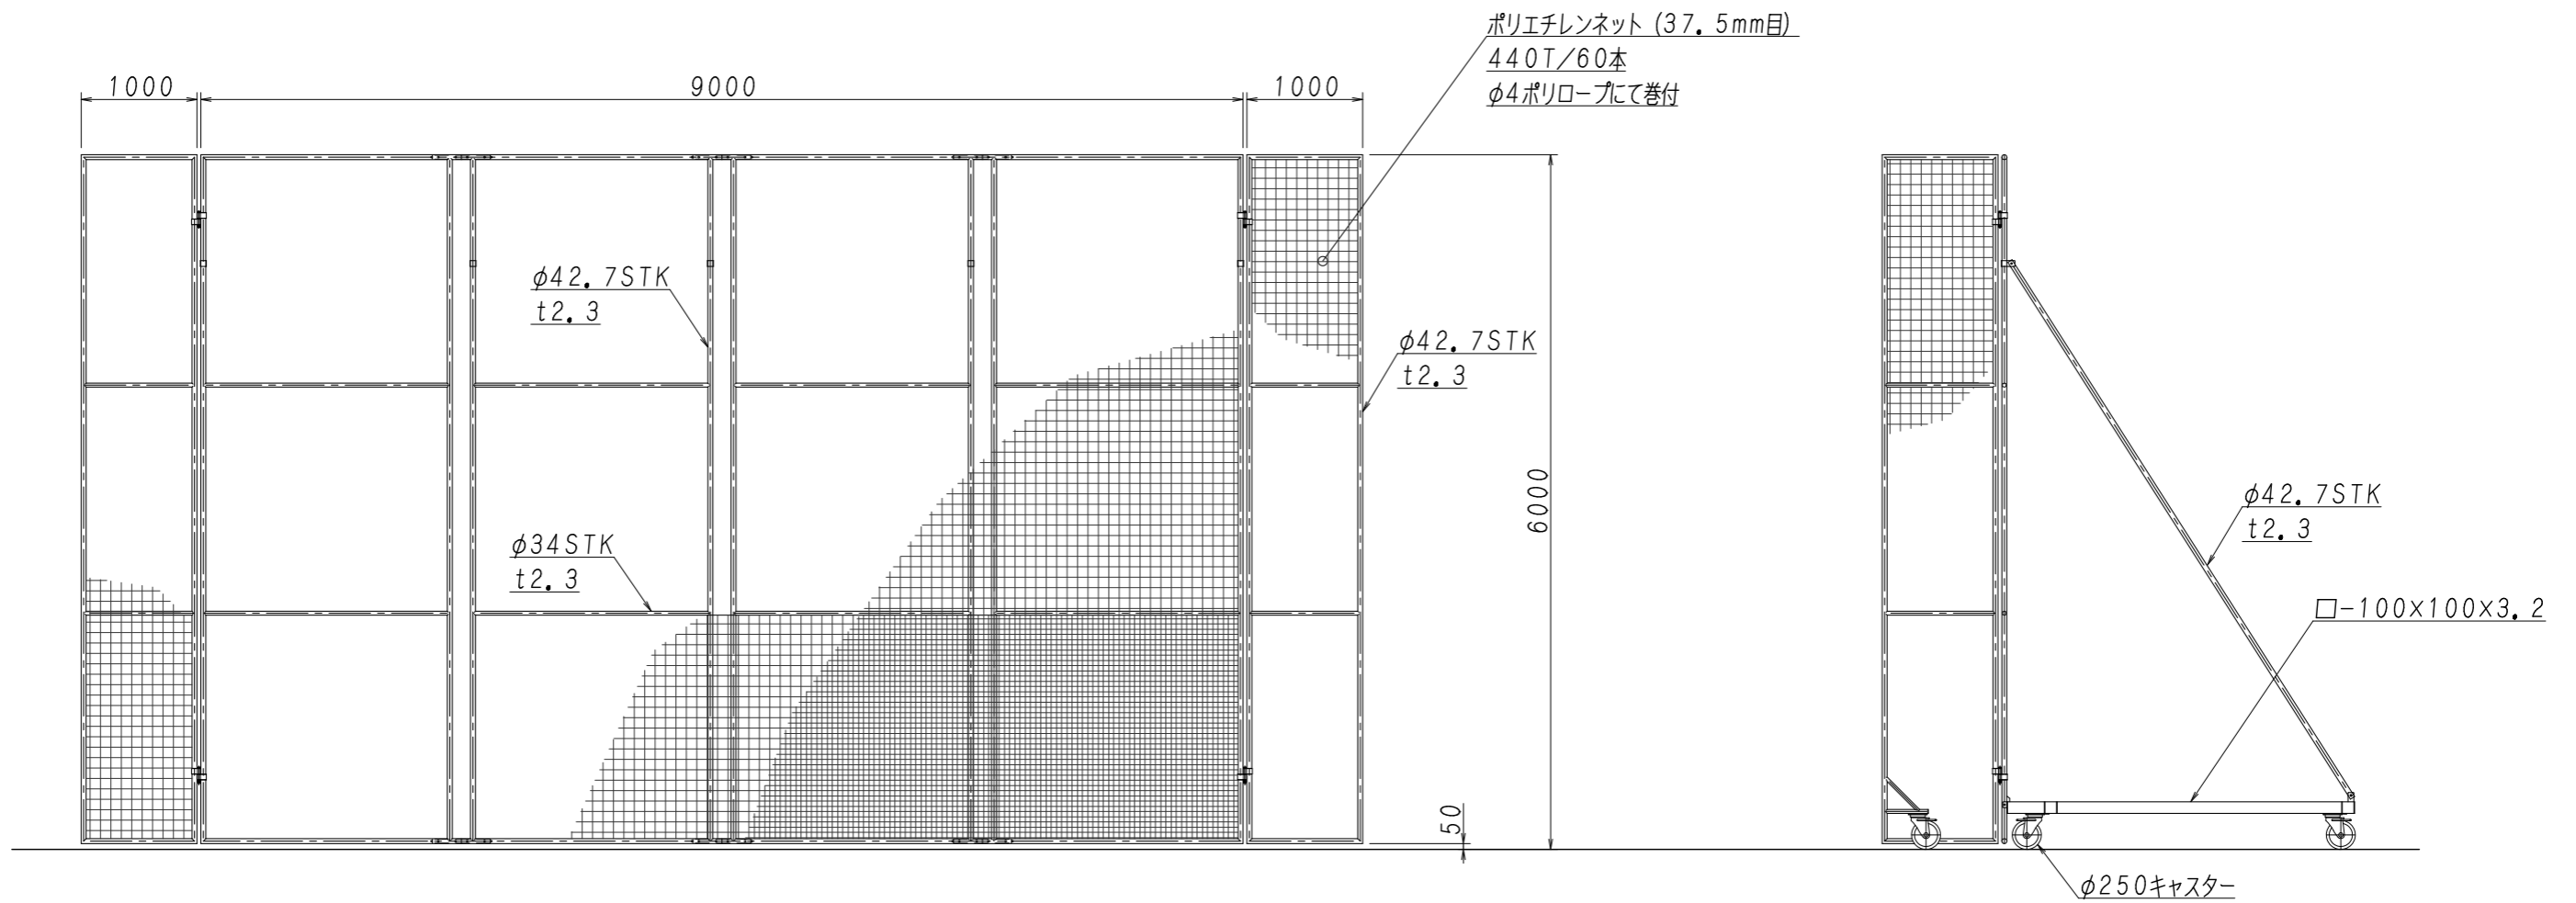 ポリエチレンネット (37.5mm目)
440T/60本
φ4ポリロープにて巻付
1000
9000
1000
φ42.7STK
t2.3
φ42.7STK
t2.3
6000
φ42.7STK
t2.3
φ34STK
t2.3
□-100x100x3.2
50
φ250キャスター